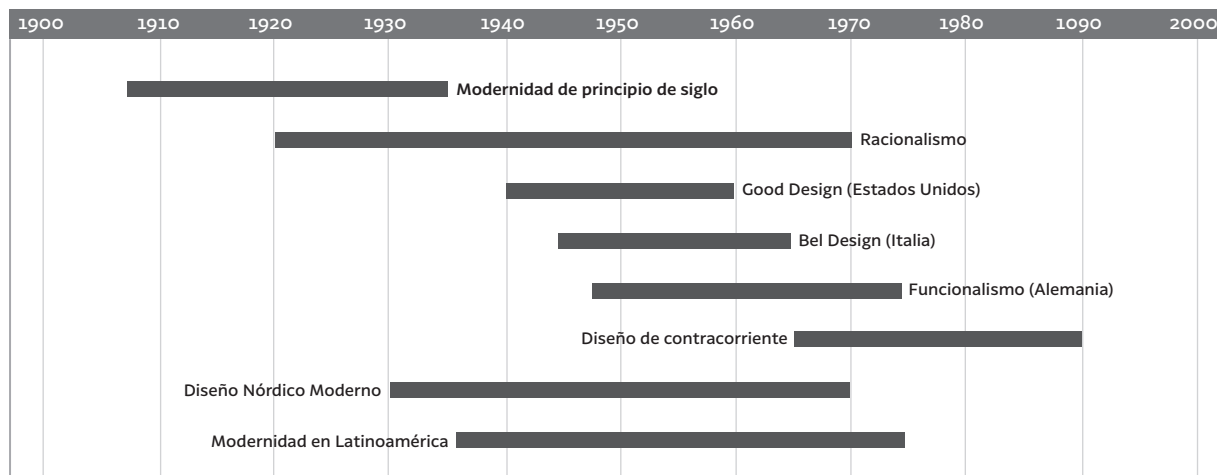 1900 1910 1920 1930 1940 1950 1960 1970 1980 1090 2000
Modernidad de principio de siglo
Racionalismo
Good Design (Estados Unidos)
Bel Design (Italia)
Funcionalismo (Alemania)
Diseño de contracorriente
Diseño Nórdico Moderno
Modernidad en Latinoamérica